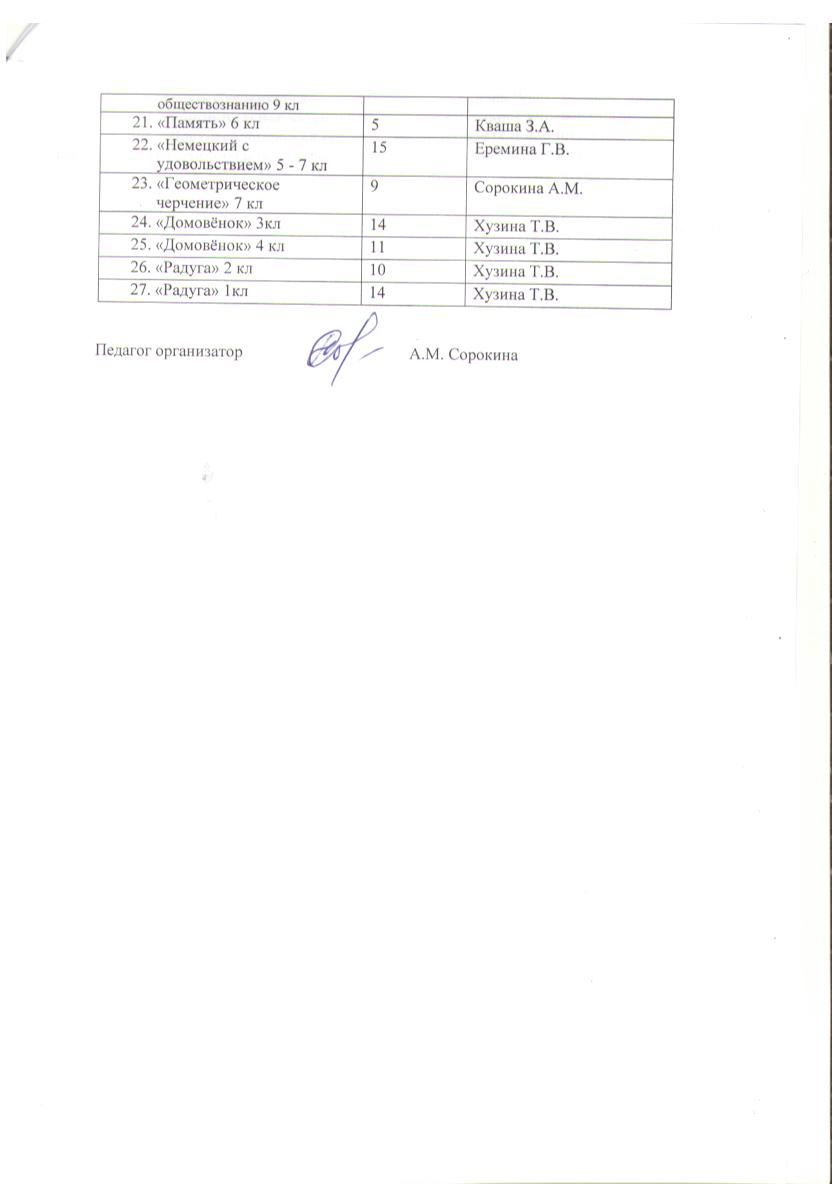 обществознанию 9 кл
21. «Память» 6 кл 5 Кваша З.А.
22. «Немецкий с 15 Еремина Г.В.
удовольствием» 5 - 7 кл
23. «Геометрическое 9 Сорокина А.М.
черчение» 7 кл
24. «Домовёнок» 3кл 14 Хузина Т.В.
25. «Домовёнок» 4 кл 11 Хузина Т.В.
26. «Радуга» 2 кл 10 Хузина Т.В.
27. «Радуга» 1кл 14 Хузина Т.В.
Педагог организатор А.М. Сорокина